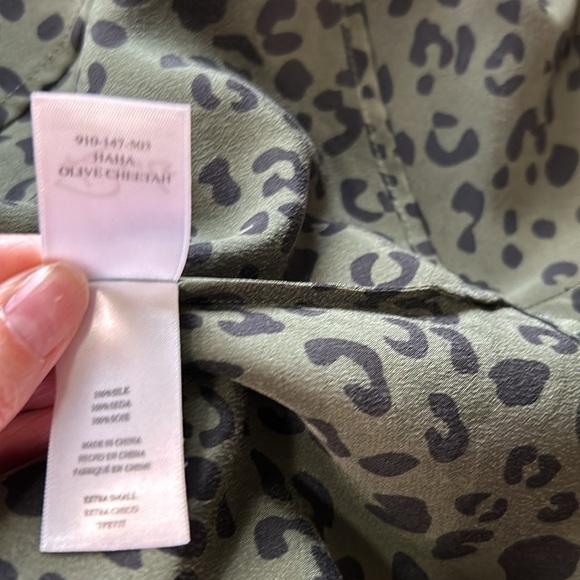 910-147-503
HAHA
OLIVE CHEETAH
100% SILK
100% SEDA
100% SOIE
MADE IN CHINA
HECHO EN CHINA
FABRIQUÉ EN CHINE
EXTRA SMALL
EXTRA CHICO